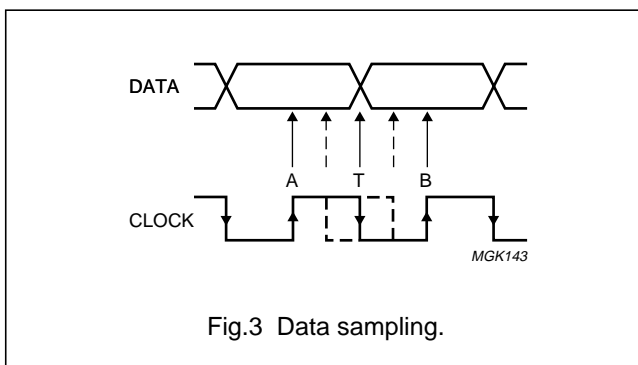 DATA
A T B
CLOCK
MGK143
Fig.3 Data sampling.